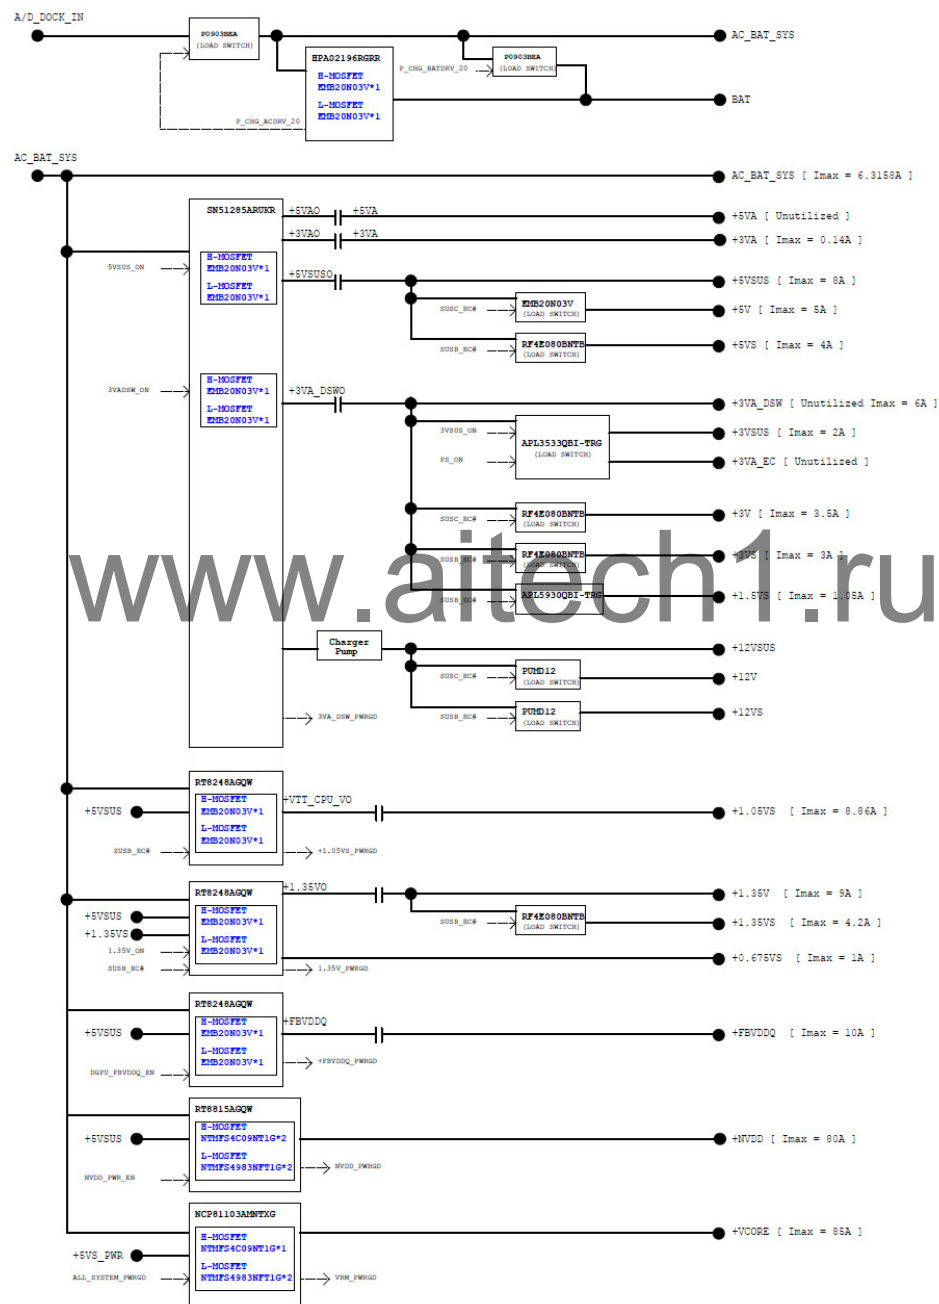 A/D_DOCK_IN
P0903BEA
(LOAD SWITCH)
AC_BAT_SYS
HPA02196RGRR
H-MOSFET
EMB20N03V*1
L-MOSFET
EMB20N03V*1
P_CHG_BATDRV_20
P0903BEA
(LOAD SWITCH)
BAT
P_CHG_ACDRV_20
AC_BAT_SYS
AC_BAT_SYS [ Imax = 6.3158A ]
SN51285ARUKR
+5VAO
+5VA
+5VA [ Unutilized ]
+3VAO
+3VA
+3VA [ Imax = 0.14A ]
5VSUS_ON
H-MOSFET
EMB20N03V*1
L-MOSFET
EMB20N03V*1
+5VSUSO
+5VSUS [ Imax = 8A ]
SUSC_EC#
EMB20N03V
(LOAD SWITCH)
+5V [ Imax = 5A ]
SUSB_EC#
RF4E080BNTB
(LOAD SWITCH)
+5VS [ Imax = 4A ]
3VADSW_ON
H-MOSFET
EMB20N03V*1
L-MOSFET
EMB20N03V*1
+3VA_DSWO
+3VA_DSW [ Unutilized Imax = 6A ]
3VSUS_ON
PS_ON
APL3533QBI-TRG
(LOAD SWITCH)
+3VSUS [ Imax = 2A ]
+3VA_EC [ Unutilized ]
SUSC_EC#
RF4E080BNTB
(LOAD SWITCH)
+3V [ Imax = 3.5A ]
SUSB_EC#
RF4E080BNTB
(LOAD SWITCH)
+3VS [ Imax = 3A ]
www.aitech1.ru
SUSB_EC#
APL5930QBI-TRG
+1.5VS [ Imax = 1.05A ]
Charger
Pump
+12VSUS
SUSC_EC#
PUMD12
(LOAD SWITCH)
+12V
SUSB_EC#
PUMD12
(LOAD SWITCH)
+12VS
3VA_DSW_PWRGD
RT8248AGQW
+5VSUS
SUSB_EC#
H-MOSFET
EMB20N03V*1
L-MOSFET
EMB20N03V*1
+VTT_CPU_VO
+1.05VS_PWRGD
+1.05VS [ Imax = 8.86A ]
RT8248AGQW
+5VSUS
+1.35VS
1.35V_ON
SUSB_EC#
H-MOSFET
EMB20N03V*1
L-MOSFET
EMB20N03V*1
+1.35VO
1.35V_PWRGD
+1.35V [ Imax = 9A ]
SUSB_EC#
RF4E080BNTB
(LOAD SWITCH)
+1.35VS [ Imax = 4.2A ]
+0.675VS [ Imax = 1A ]
RT8248AGQW
+5VSUS
DGPU_FBVDDQ_EN
H-MOSFET
EMB20N03V*1
L-MOSFET
EMB20N03V*1
+FBVDDQ
+FBVDDQ_PWRGD
+FBVDDQ [ Imax = 10A ]
RT8815AGQW
+5VSUS
NVDD_PWR_EN
H-MOSFET
NTMFS4C09NT1G*2
L-MOSFET
NTMFS4983NFT1G*2
NVDD_PWRGD
+NVDD [ Imax = 80A ]
NCP81103AMNTXG
+5VS_PWR
ALL_SYSTEM_PWRGD
H-MOSFET
NTMFS4C09NT1G*1
L-MOSFET
NTMFS4983NFT1G*2
VRM_PWRGD
+VCORE [ Imax = 85A ]